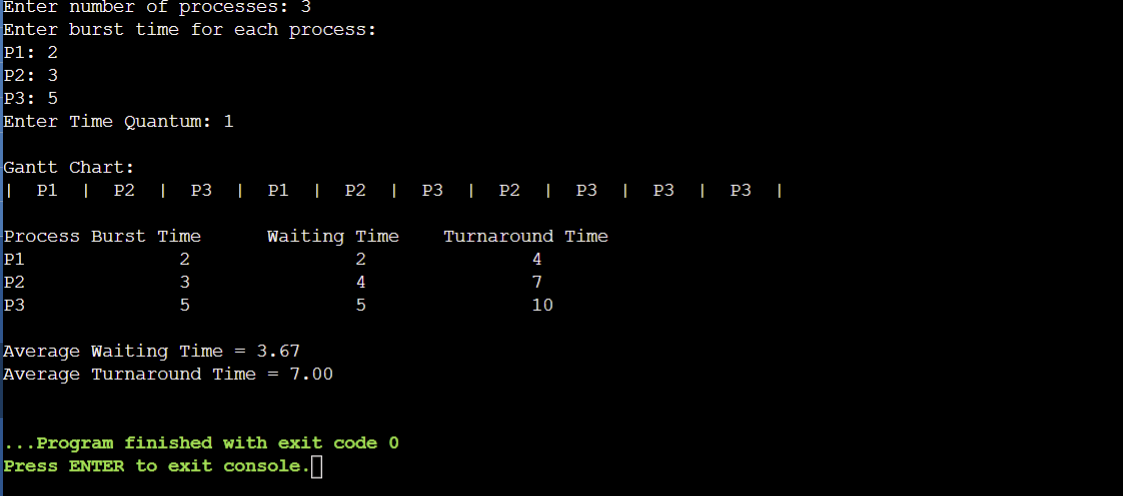 Enter number of processes: 3
Enter burst time for each process:
P1: 2
P2: 3
P3: 5
Enter Time Quantum: 1
Gantt Chart:
|  P1  |  P2  |  P3  |  P1  |  P2  |  P3  |  P2  |  P3  |  P3  |  P3  |
Process Burst Time      Waiting Time    Turnaround Time
P1              2               2               4
P2              3               4               7
P3              5               5               10
Average Waiting Time = 3.67
Average Turnaround Time = 7.00
...Program finished with exit code 0
Press ENTER to exit console.